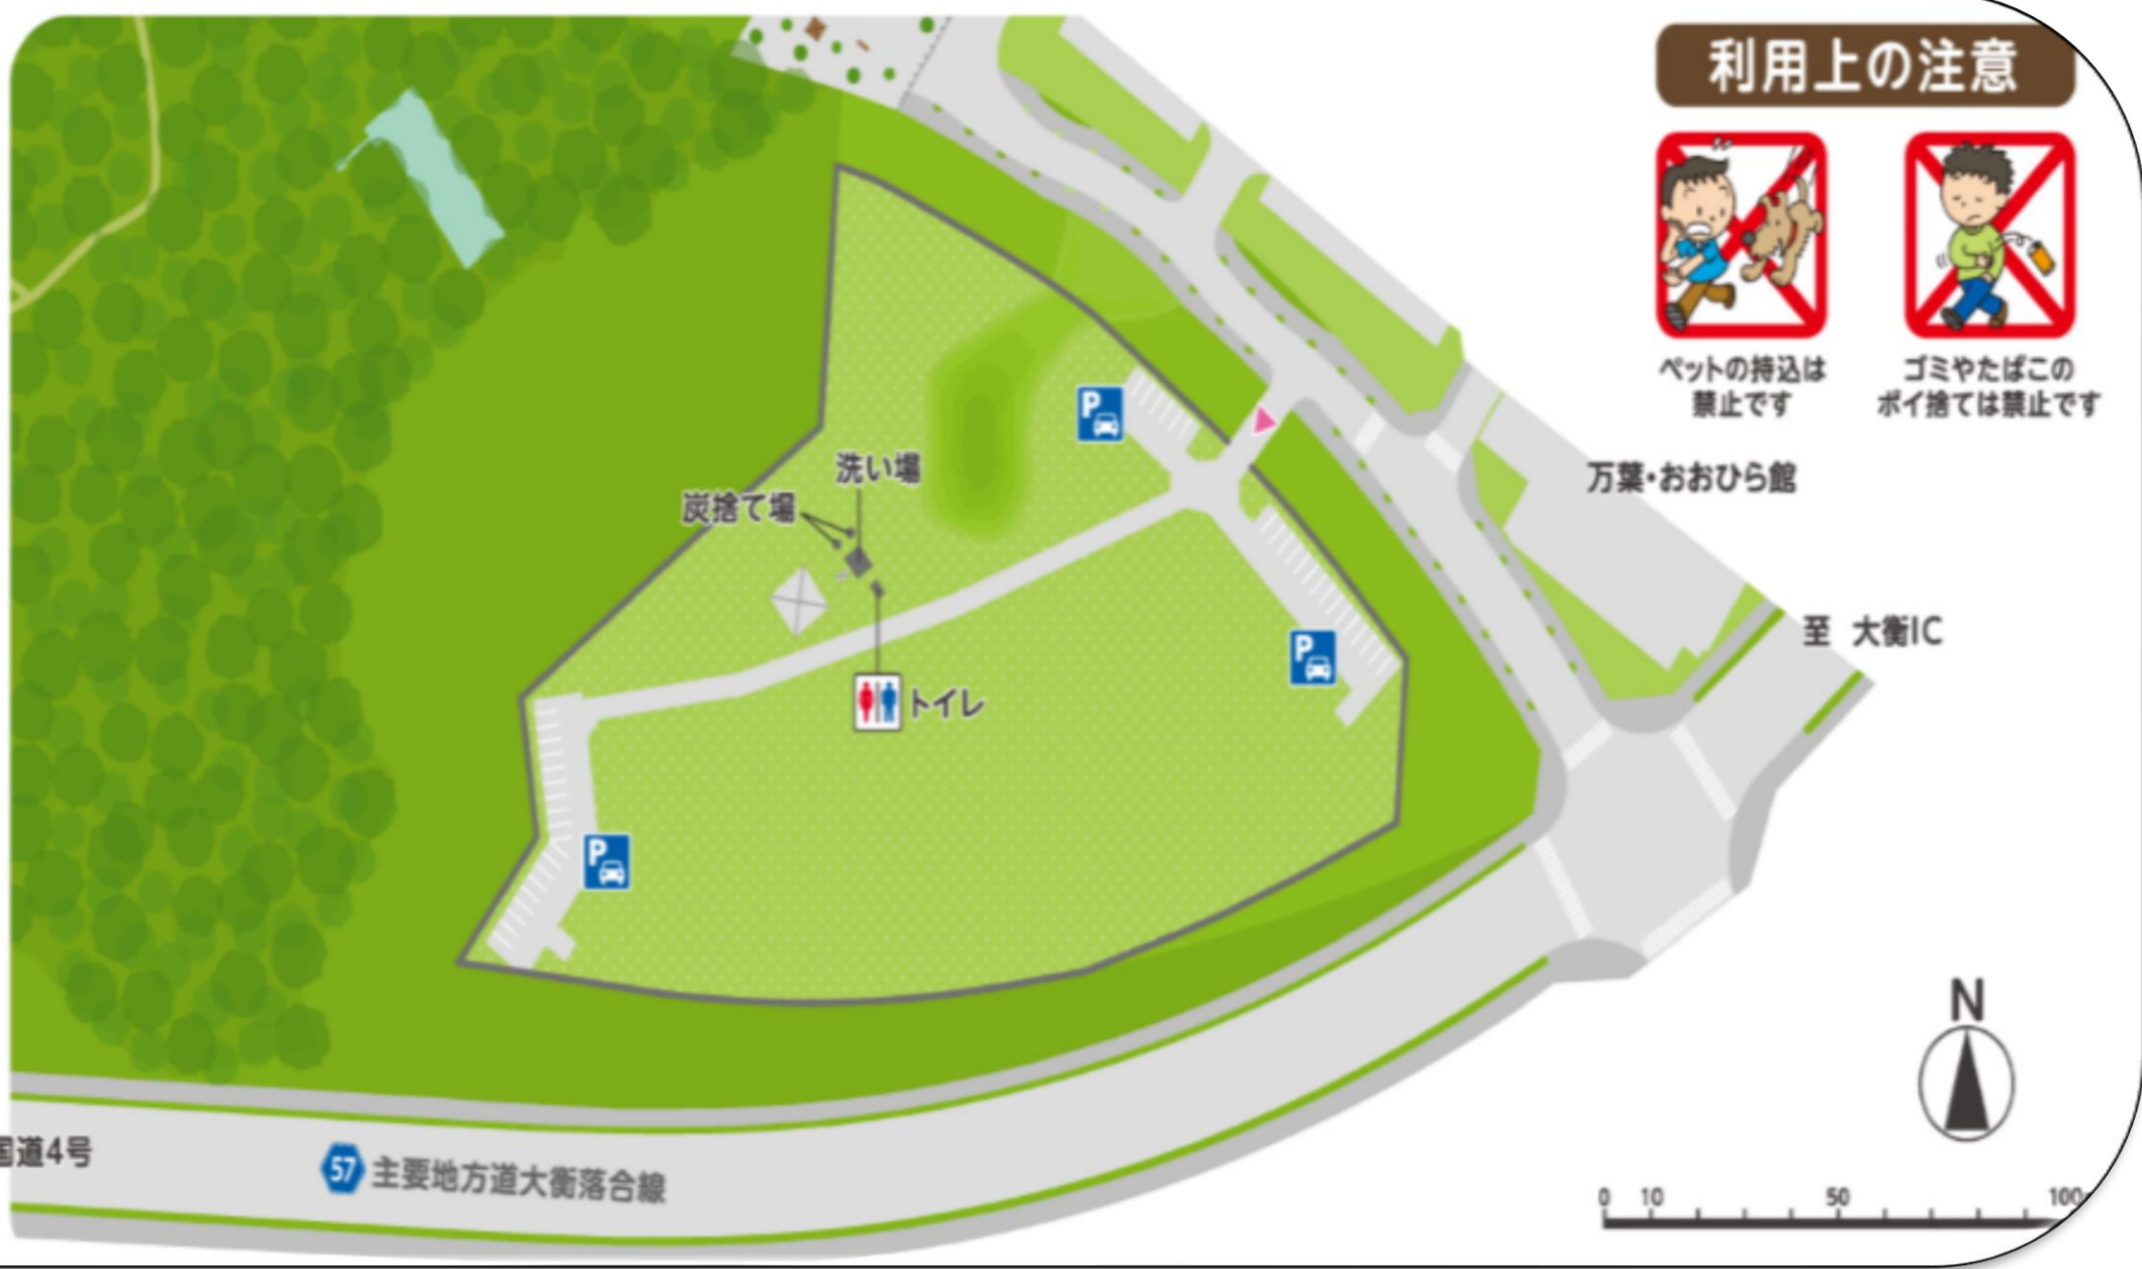 利用上の注意
ペットの持込は
禁止です
ゴミやたばこの
ポイ捨ては禁止です
万葉・おおひら館
P
洗い場
炭捨て場
至 大衡IC
P
トイレ
P
N
国道4号
57 主要地方道大衡落合線
0 10 50 100